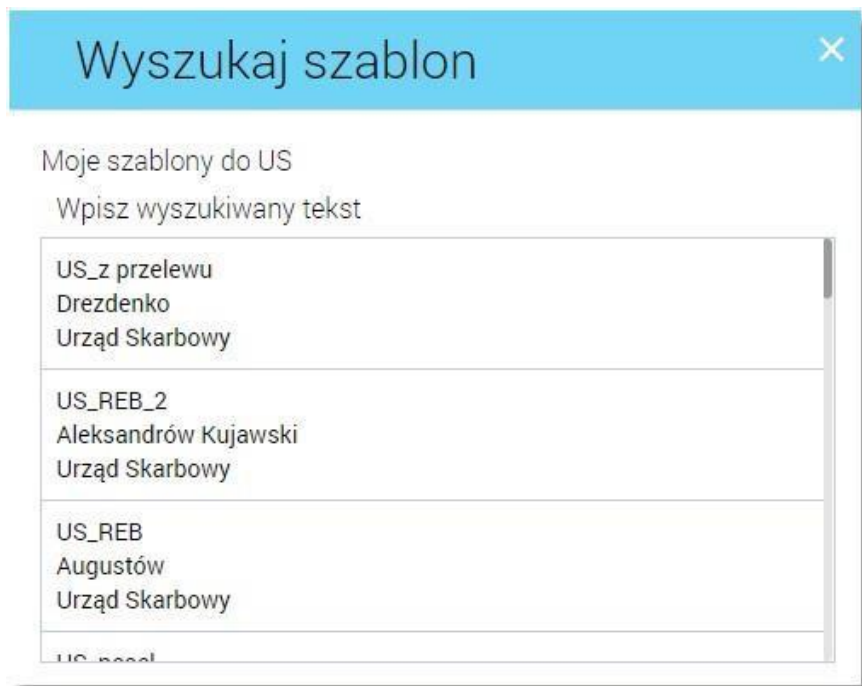 Wyszukaj szablon
Moje szablony do US
Wpisz wyszukiwany tekst
US_z przelewu
Drezdenko
Urząd Skarbowy
US_REB_2
Aleksandrów Kujawski
Urząd Skarbowy
US_REB
Augustów
Urząd Skarbowy